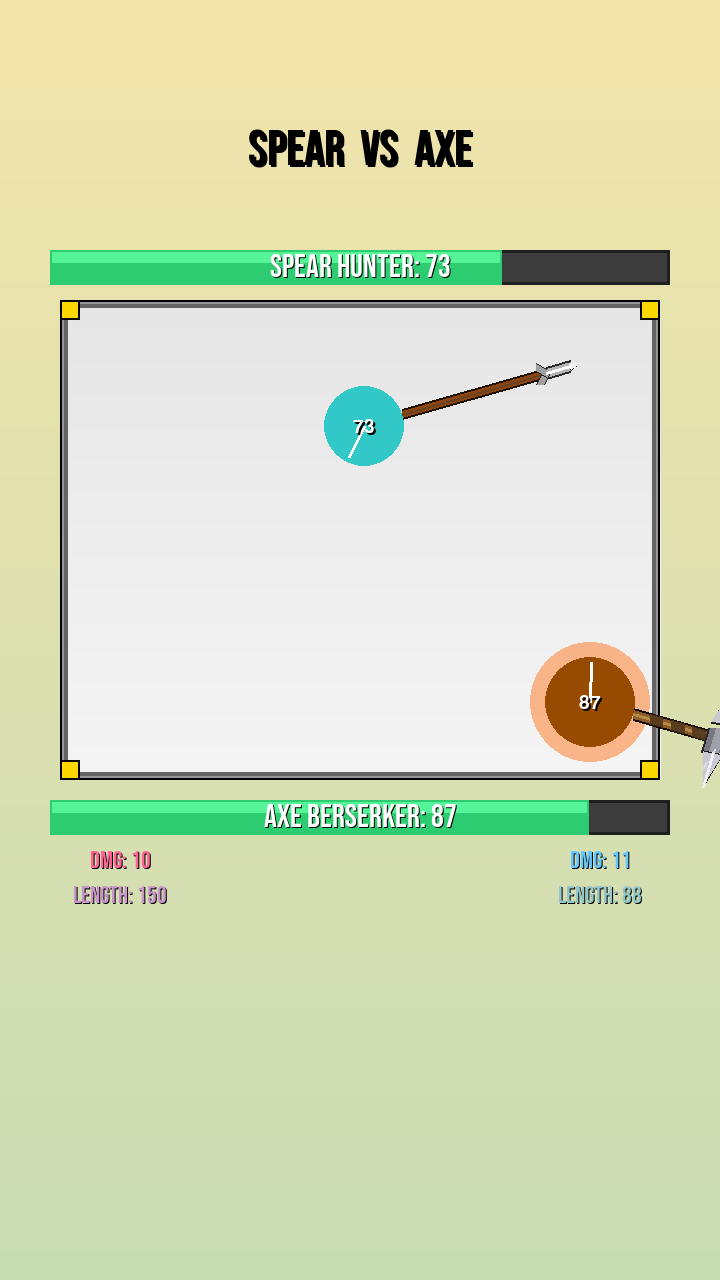 SPEAR VS AXE
SPEAR HUNTER: 73
73
87
AXE BERSERKER: 87
DMG: 10
DMG: 11
LENGTH: 150
LENGTH: 88